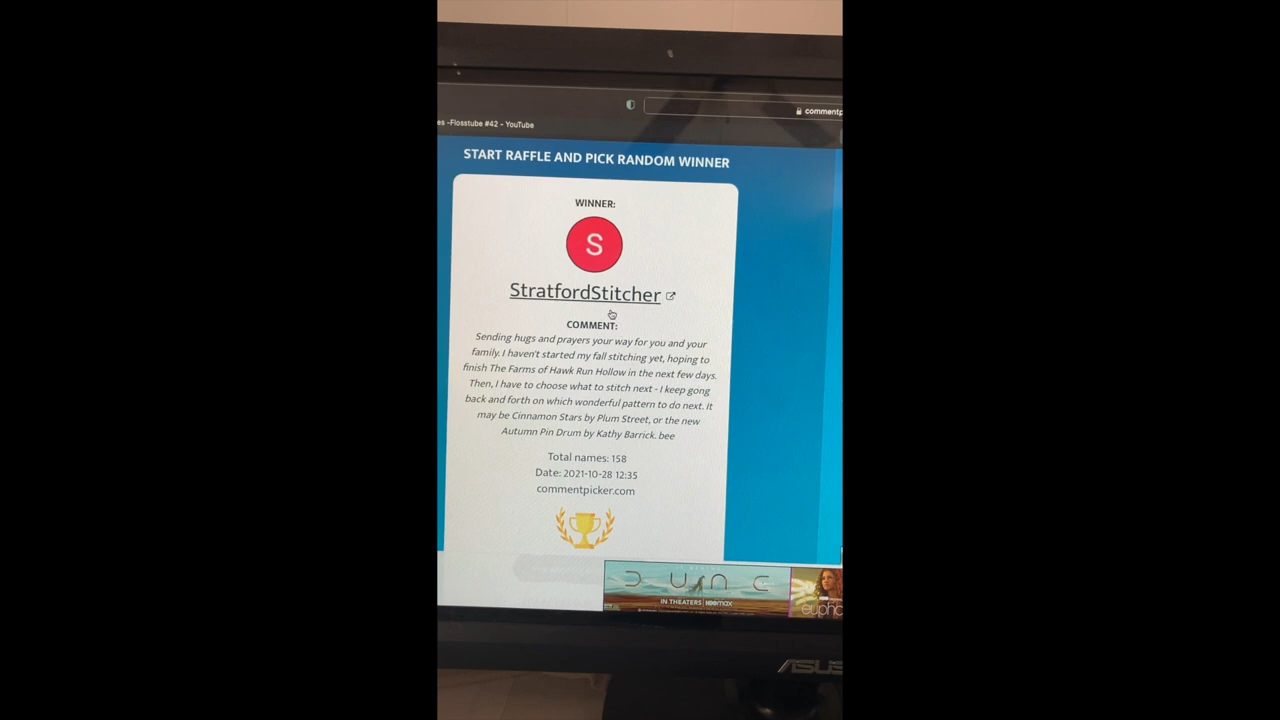 commentp
es -Flosstube #42 - YouTube
START RAFFLE AND PICK RANDOM WINNER
WINNER:
S
StratfordStitcher
COMMENT:
Sending hugs and prayers your way for you and your
family. I haven't started my fall stitching yet, hoping to
finish The Farms of Hawk Run Hollow in the next few days.
Then, I have to choose what to stitch next - I keep gong
back and forth on which wonderful pattern to do next. It
may be Cinnamon Stars by Plum Street, or the new
Autumn Pin Drum by Kathy Barrick. bee
Total names: 158
Date: 2021-10-28 12:35
commentpicker.com
DUNC
IN THEATERS | HBOMAX
eupho
ASUS